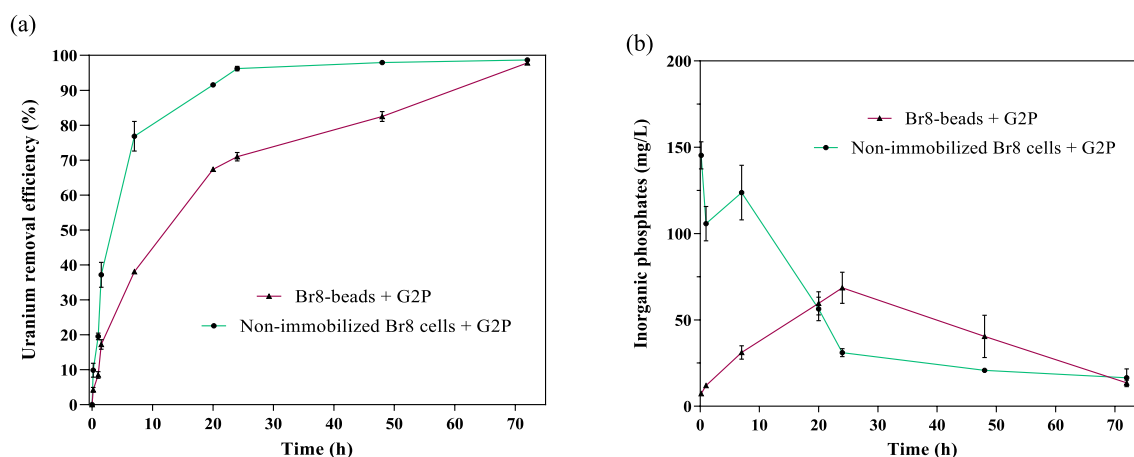 (a)
Uranium removal efficiency (%)
100
90
80
70
60
50
40
30
20
10
0
Br8-beads + G2P
Non-immobilized Br8 cells + G2P
0 10 20 30 40 50 60 70
Time (h)
(b)
Inorganic phosphates (mg/L)
200
150
100
50
0
Br8-beads + G2P
Non-immobilized Br8 cells + G2P
0 10 20 30 40 50 60 70
Time (h)